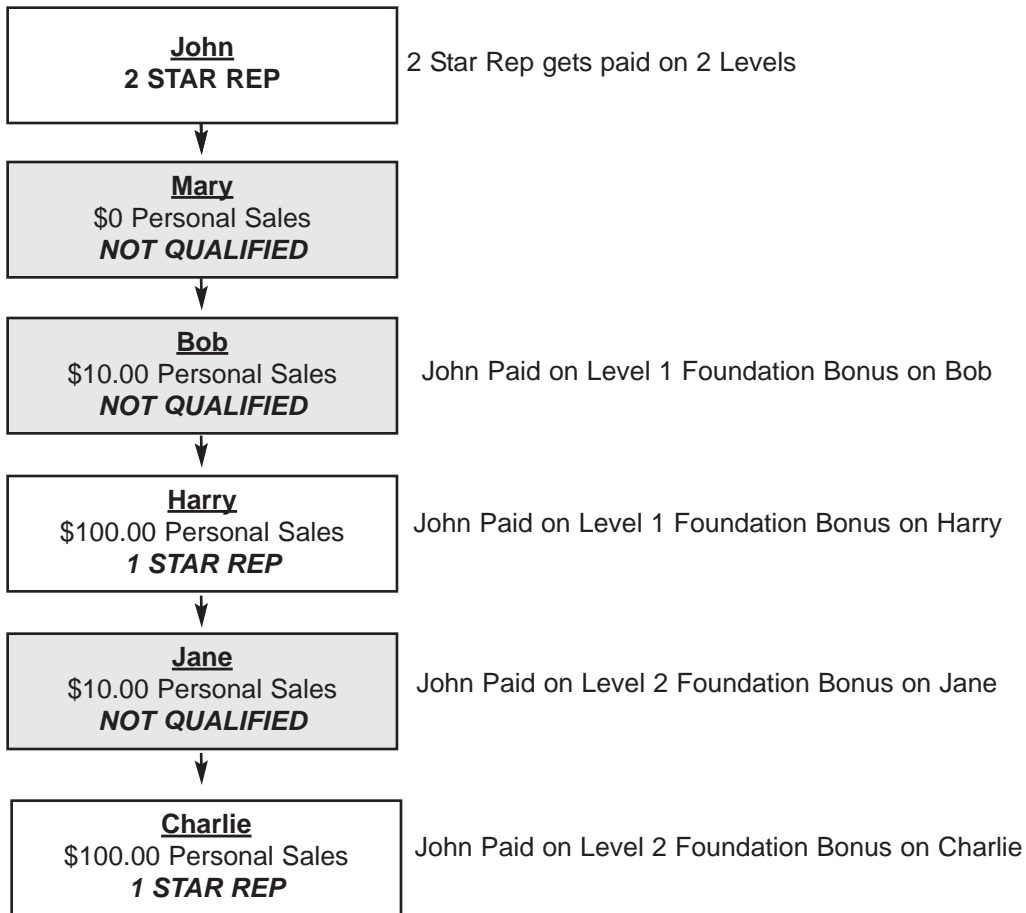 John
2 STAR REP
2 Star Rep gets paid on 2 Levels
Mary
$0 Personal Sales
NOT QUALIFIED
Bob
$10.00 Personal Sales
NOT QUALIFIED
John Paid on Level 1 Foundation Bonus on Bob
Harry
$100.00 Personal Sales
1 STAR REP
John Paid on Level 1 Foundation Bonus on Harry
Jane
$10.00 Personal Sales
NOT QUALIFIED
John Paid on Level 2 Foundation Bonus on Jane
Charlie
$100.00 Personal Sales
1 STAR REP
John Paid on Level 2 Foundation Bonus on Charlie